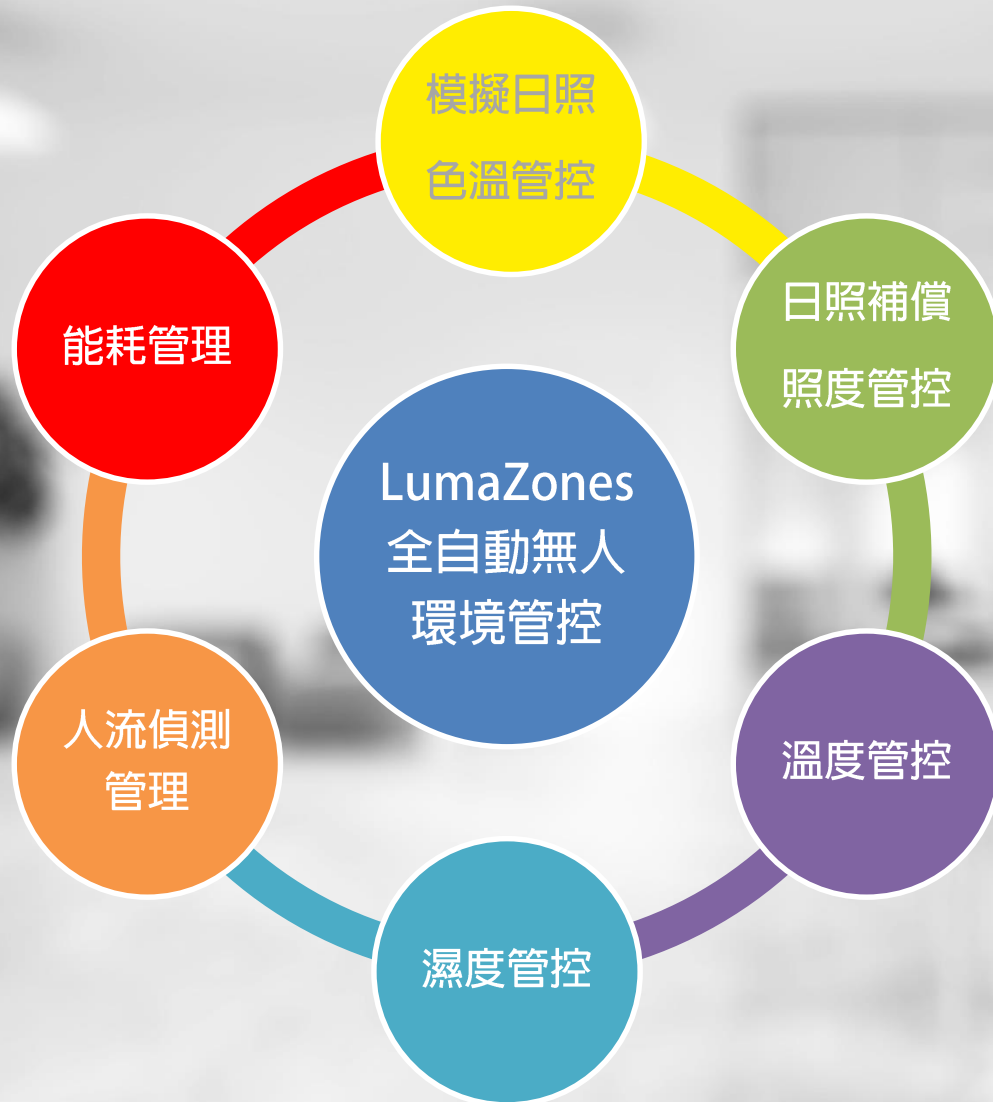 模擬日照
色溫管控
日照補償
照度管控
能耗管理
LumaZones
全自動無人
環境管控
人流偵測
管理
溫度管控
濕度管控